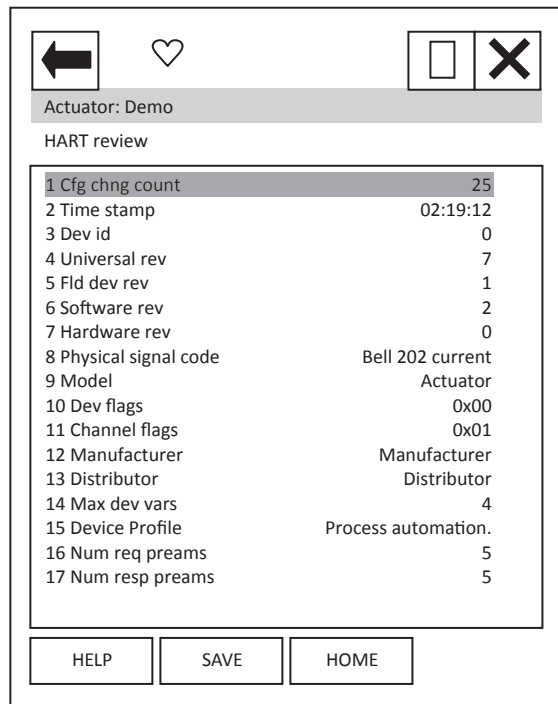 Actuator: Demo
HART review
1 Cfg chng count 25
2 Time stamp 02:19:12
3 Dev id 0
4 Universal rev 7
5 Fld dev rev 1
6 Software rev 2
7 Hardware rev 0
8 Physical signal code Bell 202 current
9 Model Actuator
10 Dev flags 0x00
11 Channel flags 0x01
12 Manufacturer Manufacturer
13 Distributor Distributor
14 Max dev vars 4
15 Device Profile Process automation.
16 Num req preams 5
17 Num resp preams 5
HELP SAVE HOME